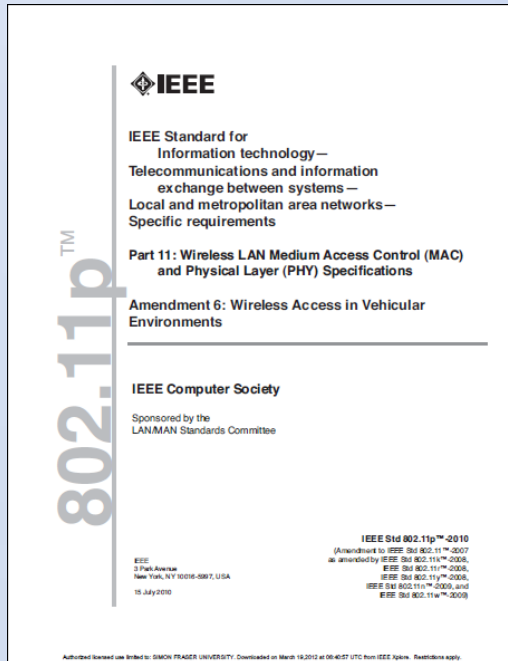 IEEE
IEEE Standard for
Information technology—
Telecommunications and information
exchange between systems—
Local and metropolitan area networks—
Specific requirements
Part 11: Wireless LAN Medium Access Control (MAC)
and Physical Layer (PHY) Specifications
Amendment 6: Wireless Access in Vehicular
Environments
802.11p™
IEEE Computer Society
Sponsored by the
LAN/MAN Standards Committee
IEEE
3 Park Avenue
New York, NY 10016-5997, USA
15 July 2010
IEEE Std 802.11p™-2010
(Amendment to IEEE Std 802.11™-2007
as amended by IEEE Std 802.11k™-2008,
IEEE Std 802.11r™-2008,
IEEE Std 802.11y™-2008,
IEEE Std 802.11n™-2009, and
IEEE Std 802.11w™-2009)
Authorized licensed use limited to: SIMON FRASER UNIVERSITY. Downloaded on March 19,2012 at 06:40:57 UTC from IEEE Xplore. Restrictions apply.